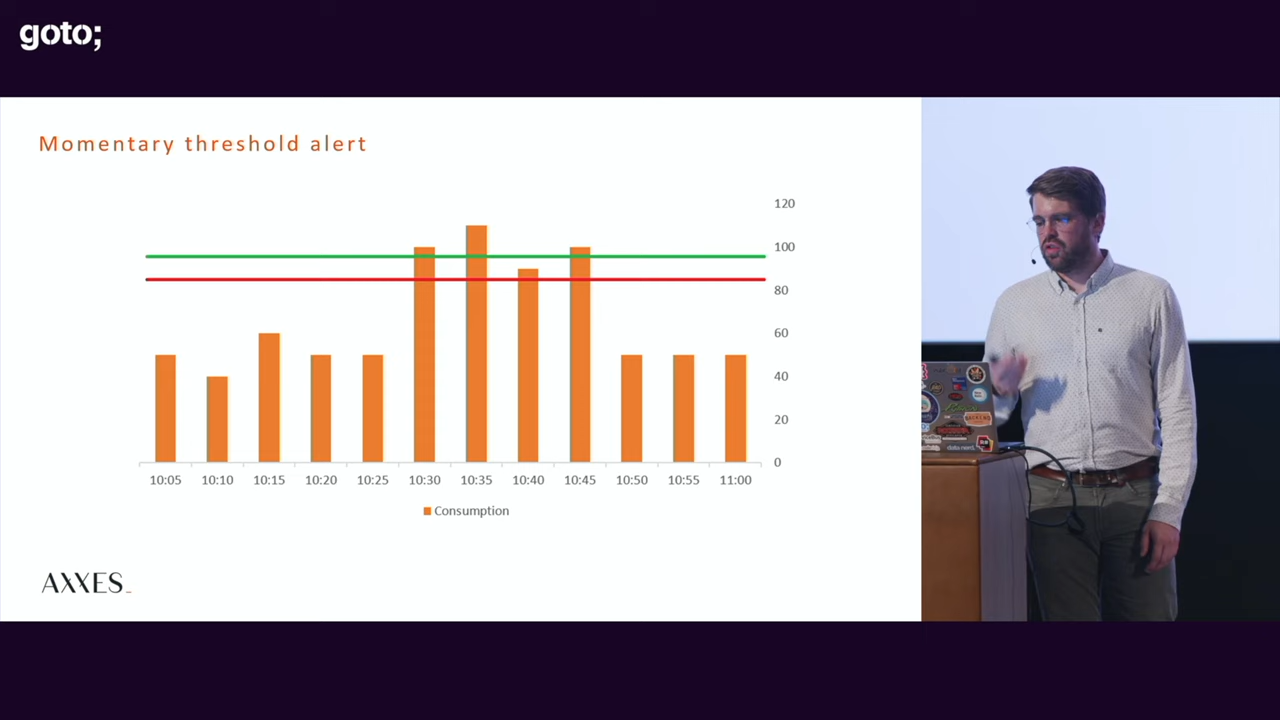 goto;
Momentary threshold alert
120
100
80
60
40
20
0
10:05 10:10 10:15 10:20 10:25 10:30 10:35 10:40 10:45 10:50 10:55 11:00
Consumption
AXXES_